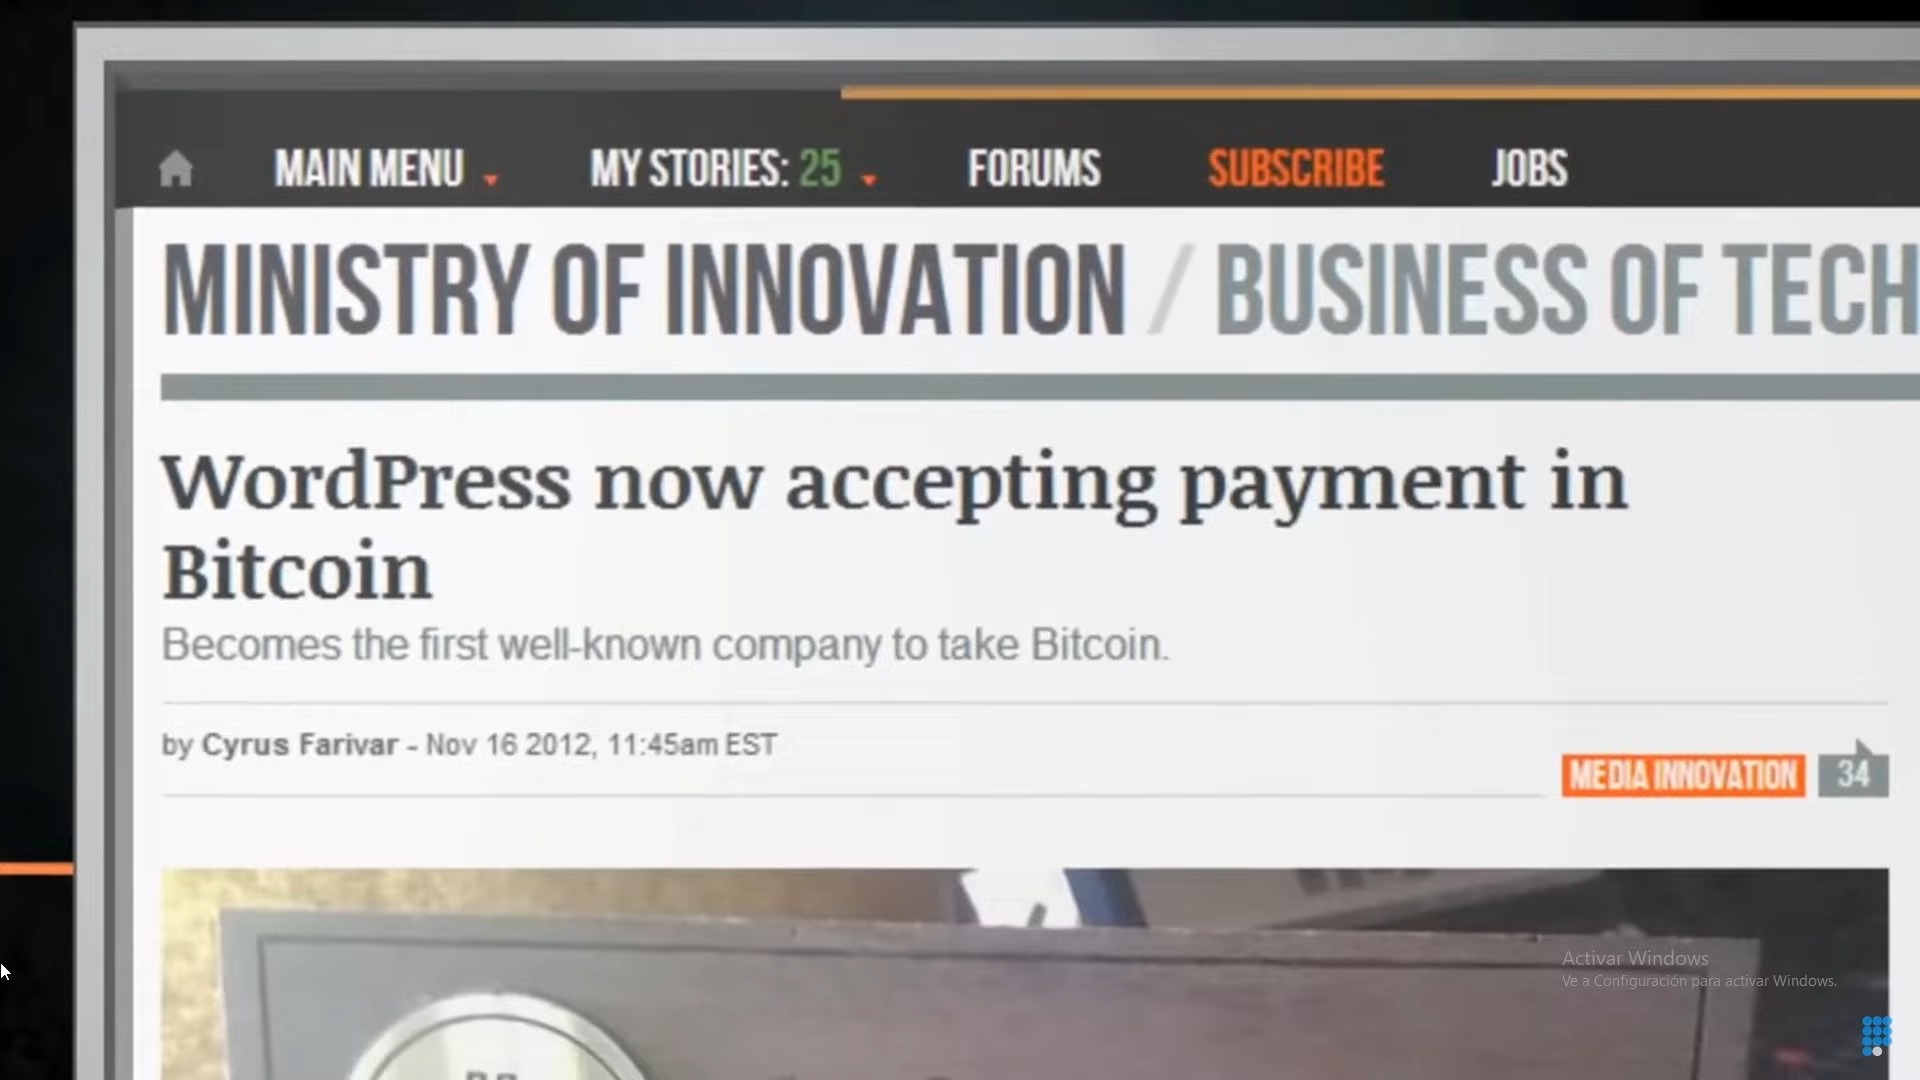 MAIN MENU
MY STORIES: 25
FORUMS
SUBSCRIBE
JOBS
MINISTRY OF INNOVATION / BUSINESS OF TECH
WordPress now accepting payment in
Bitcoin
Becomes the first well-known company to take Bitcoin.
by Cyrus Farivar - Nov 16 2012, 11:45am EST
MEDIA INNOVATION
34
Activar Windows
Ve a Configuración para activar Windows.